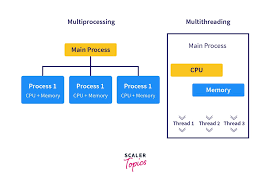 Multiprocessing
Main Process
Process 1
CPU + Memory
Process 1
CPU + Memory
Process 1
CPU + Memory
Multithreading
Main Process
CPU
Memory
Thread 1
Thread 2
Thread 3
SCALER
Topics